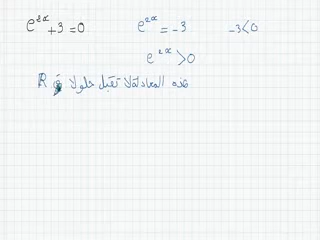 e^{2x}+3=0 e^{2x}=-3 -3<0
e^{2x}>0
هذه المعادلة لا تقبل حلولا في R